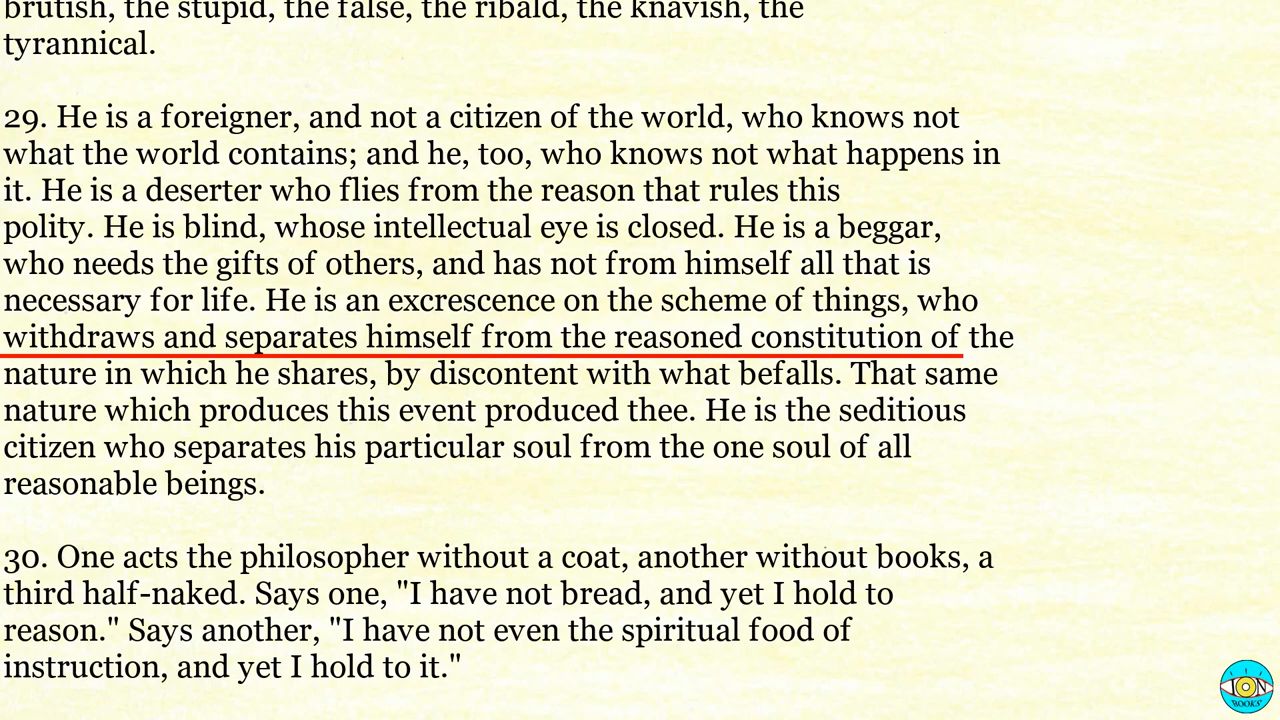 brutish, the stupid, the false, the ribald, the knavish, the
tyrannical.
29. He is a foreigner, and not a citizen of the world, who knows not
what the world contains; and he, too, who knows not what happens in
it. He is a deserter who flies from the reason that rules this
polity. He is blind, whose intellectual eye is closed. He is a beggar,
who needs the gifts of others, and has not from himself all that is
necessary for life. He is an excrescence on the scheme of things, who
withdraws and separates himself from the reasoned constitution of the
nature in which he shares, by discontent with what befalls. That same
nature which produces this event produced thee. He is the seditious
citizen who separates his particular soul from the one soul of all
reasonable beings.
30. One acts the philosopher without a coat, another without books, a
third half-naked. Says one, "I have not bread, and yet I hold to
reason." Says another, "I have not even the spiritual food of
instruction, and yet I hold to it."
ION
BOOKS